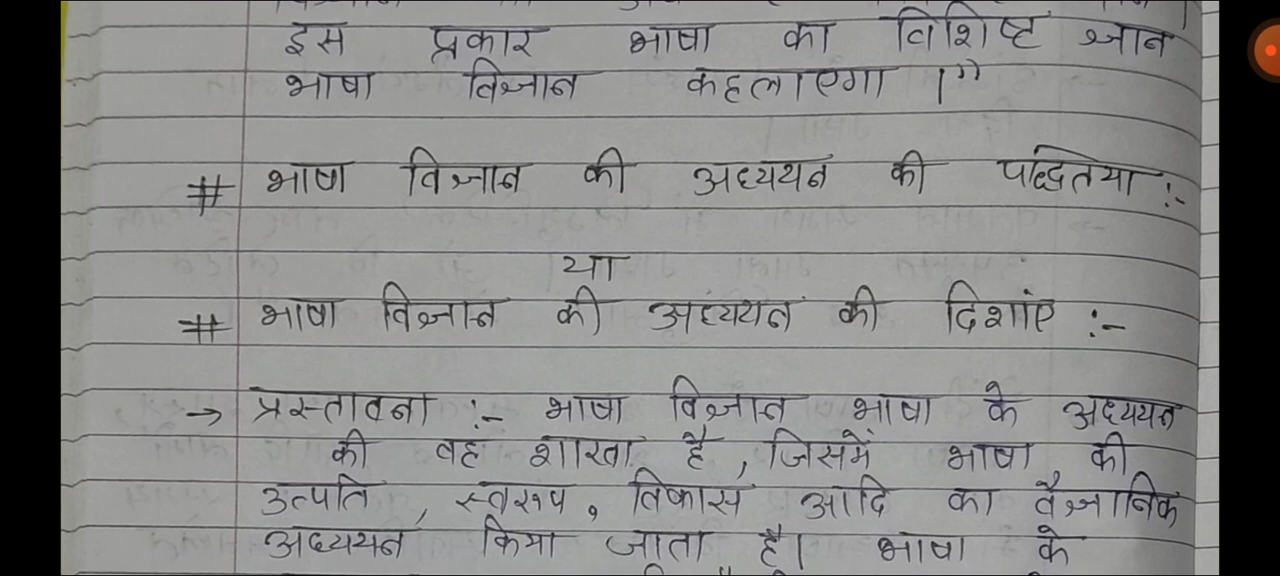 इस प्रकार भाषा का विशिष्ट ज्ञान
भाषा विज्ञान कहलाएगा।"
# भाषा विज्ञान की अध्ययन की पद्धतिया :-
या
# भाषा विज्ञान की अध्ययन की दिशाएं :-
→ प्रस्तावना :- भाषा विज्ञान भाषा के अध्ययन
की वह शाखा है, जिसमें भाषा की
उत्पति, स्वरूप, विकास आदि का वैज्ञानिक
अध्ययन किया जाता है। भाषा के